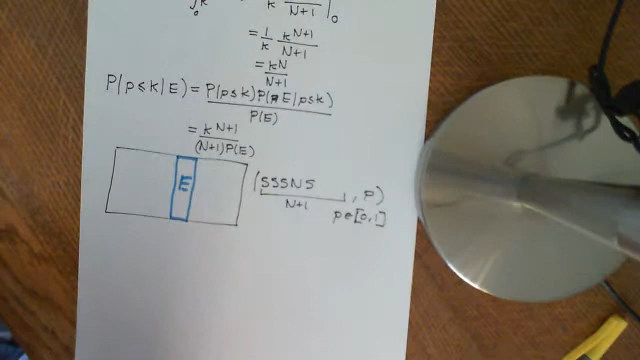 = 1/k k^(N+1)/(N+1)
= k^N/(N+1)
P(p≤k|E) = P(p≤k)P(E|p≤k)/P(E)
= k^(N+1)/((N+1)P(E))
E (SSSNS, p)
N+1 p∈[0,1]